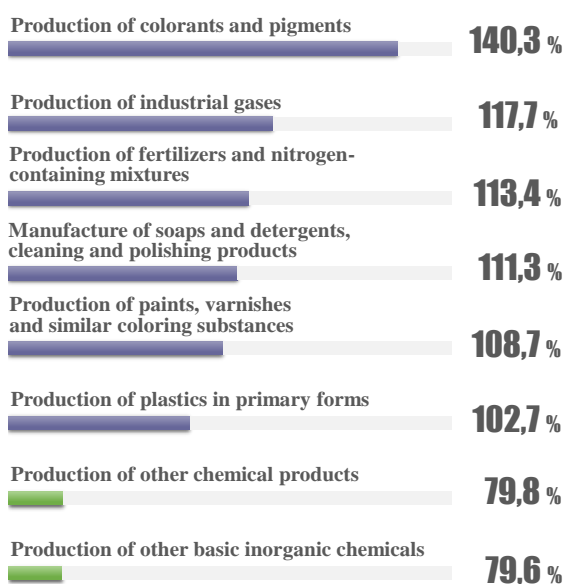 Production of colorants and pigments
140,3 %
Production of industrial gases
117,7 %
Production of fertilizers and nitrogen-
containing mixtures
113,4 %
Manufacture of soaps and detergents,
cleaning and polishing products
111,3 %
Production of paints, varnishes
and similar coloring substances
108,7 %
Production of plastics in primary forms
102,7 %
Production of other chemical products
79,8 %
Production of other basic inorganic chemicals
79,6 %